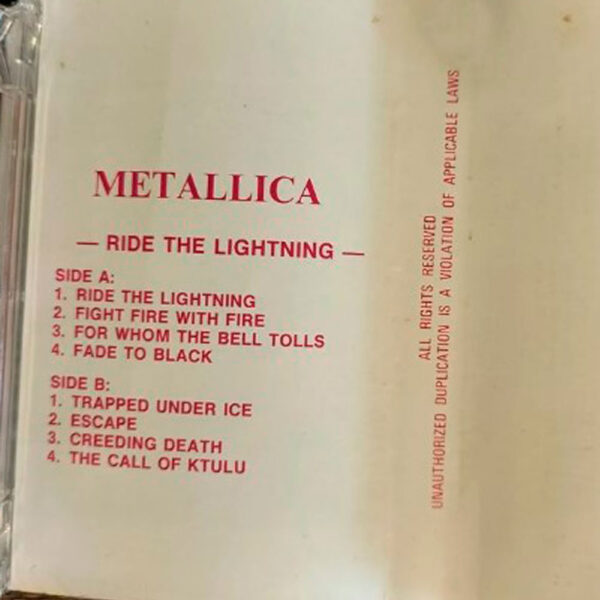 METALLICA
— RIDE THE LIGHTNING —
SIDE A:
1. RIDE THE LIGHTNING
2. FIGHT FIRE WITH FIRE
3. FOR WHOM THE BELL TOLLS
4. FADE TO BLACK
SIDE B:
1. TRAPPED UNDER ICE
2. ESCAPE
3. CREEDING DEATH
4. THE CALL OF KTULU
ALL RIGHTS RESERVED
UNAUTHORIZED DUPLICATION IS A VIOLATION OF APPLICABLE LAWS